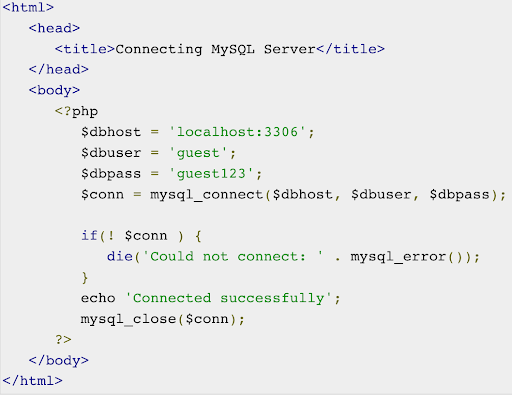 <html>
   <head>
      <title>Connecting MySQL Server</title>
   </head>
   <body>
      <?php
         $dbhost = 'localhost:3306';
         $dbuser = 'guest';
         $dbpass = 'guest123';
         $conn = mysql_connect($dbhost, $dbuser, $dbpass);

         if(! $conn ) {
            die('Could not connect: ' . mysql_error());
         }
         echo 'Connected successfully';
         mysql_close($conn);
      ?>
   </body>
</html>